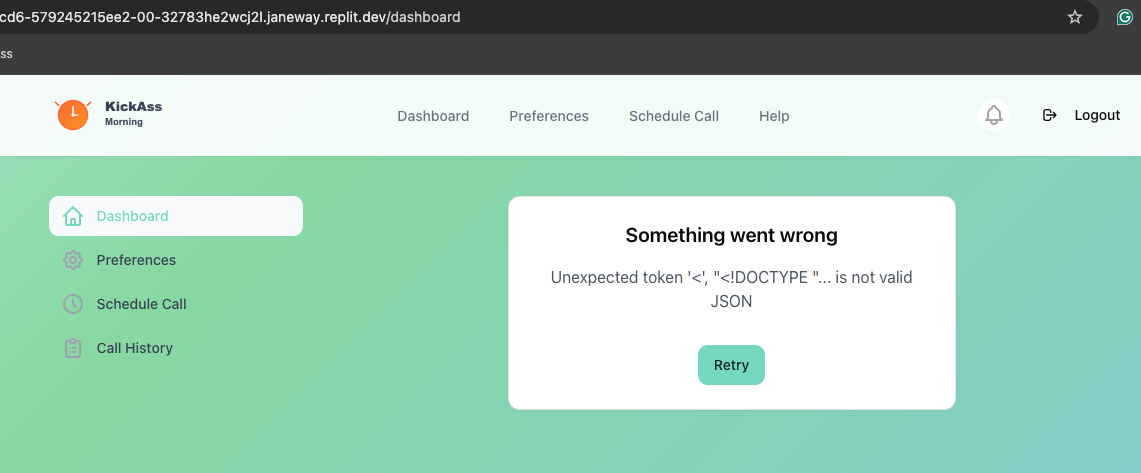 cd6-579245215ee2-00-32783he2wcj2l.janeway.replit.dev/dashboard
ss
KickAss
Morning
Dashboard
Preferences
Schedule Call
Help
Logout
Dashboard
Preferences
Schedule Call
Call History
Something went wrong
Unexpected token '<', "<!DOCTYPE "... is not valid
JSON
Retry